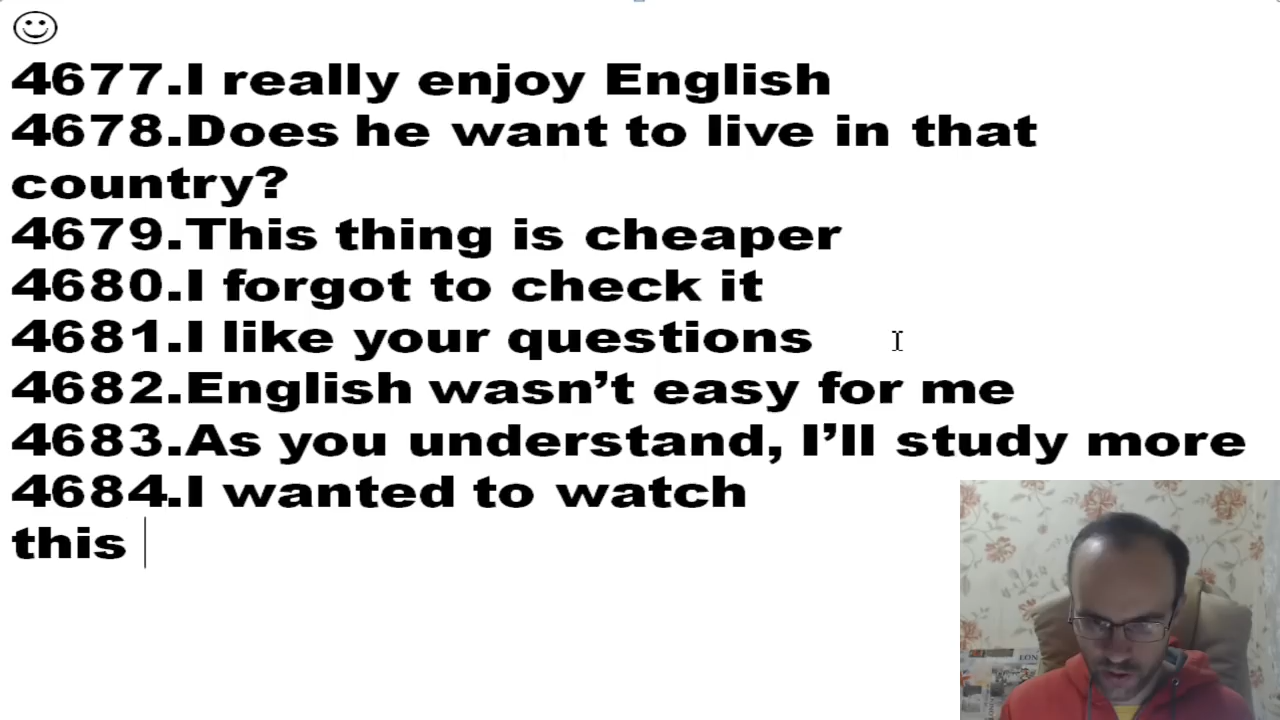 4677.I really enjoy English
4678.Does he want to live in that
country?
4679.This thing is cheaper
4680.I forgot to check it
4681.I like your questions
4682.English wasn’t easy for me
4683.As you understand, I’ll study more
4684.I wanted to watch
this